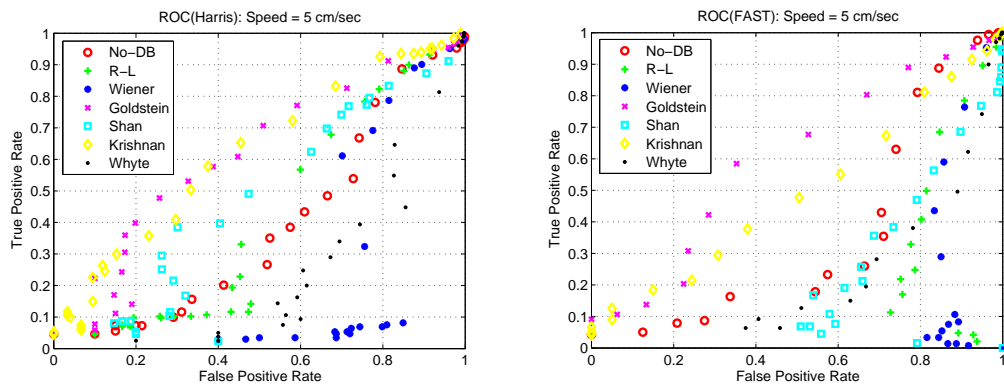 ROC(Harris): Speed = 5 cm/sec
True Positive Rate
1
0.9
0.8
0.7
0.6
0.5
0.4
0.3
0.2
0.1
0
No-DB
R-L
Wiener
Goldstein
Shan
Krishnan
Whyte
0 0.2 0.4 0.6 0.8 1
False Positive Rate
ROC(FAST): Speed = 5 cm/sec
True Positive Rate
1
0.9
0.8
0.7
0.6
0.5
0.4
0.3
0.2
0.1
0
No-DB
R-L
Wiener
Goldstein
Shan
Krishnan
Whyte
0 0.2 0.4 0.6 0.8 1
False Positive Rate